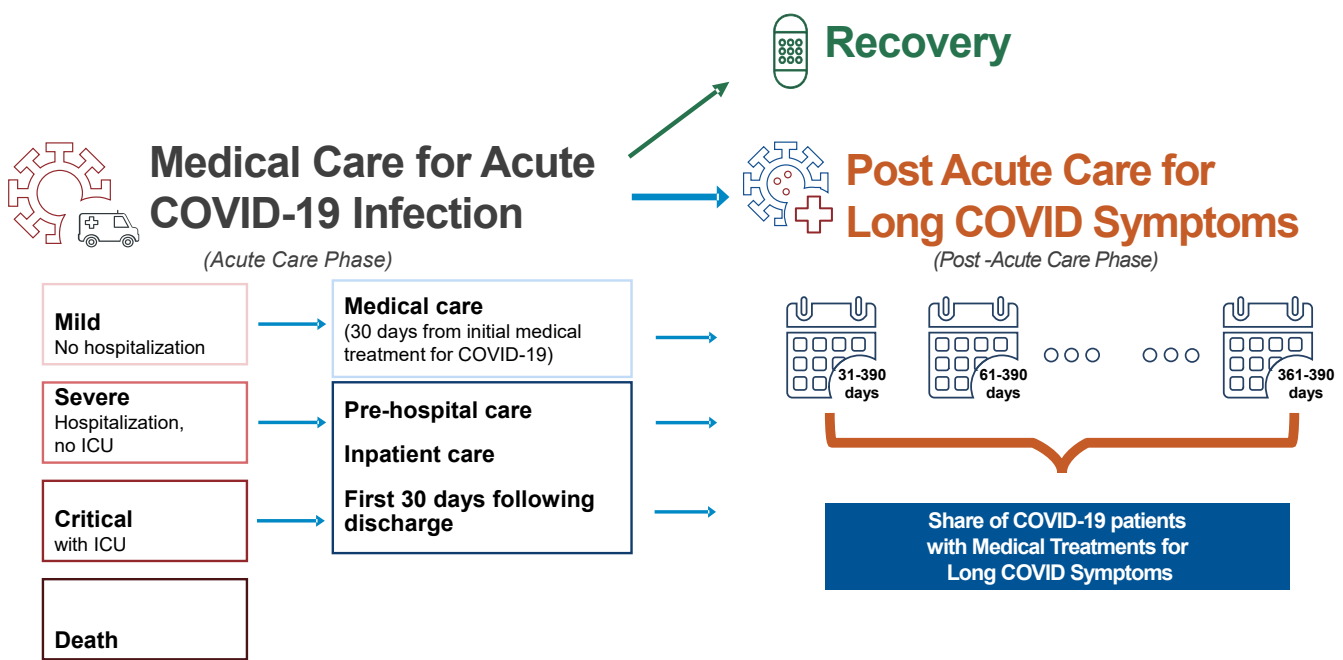 Recovery
Medical Care for Acute
COVID-19 Infection
(Acute Care Phase)
Post Acute Care for
Long COVID Symptoms
(Post -Acute Care Phase)
Mild
No hospitalization
Medical care
(30 days from initial medical
treatment for COVID-19)
Severe
Hospitalization,
no ICU
Pre-hospital care
Inpatient care
First 30 days following
discharge
Critical
with ICU
Death
31-390
days
61-390
days
361-390
days
Share of COVID-19 patients
with Medical Treatments for
Long COVID Symptoms